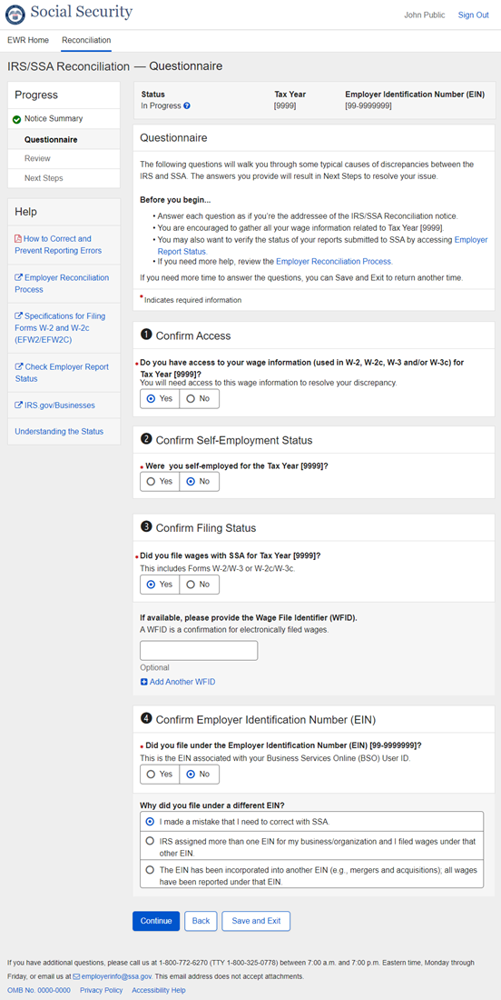 Social Security
John Public
Sign Out
EWR Home
Reconciliation
IRS/SSA Reconciliation — Questionnaire
Progress
Notice Summary
Questionnaire
Review
Next Steps
Help
How to Correct and
Prevent Reporting Errors
Employer Reconciliation
Process
Specifications for Filing
Forms W-2 and W-2c
(EFW2/EFW2C)
Check Employer Report
Status
IRS.gov/Businesses
Understanding the Status
Status
In Progress ?
Tax Year
[9999]
Employer Identification Number (EIN)
[99-9999999]
Questionnaire
The following questions will walk you through some typical causes of discrepancies between the
IRS and SSA. The answers you provide will result in Next Steps to resolve your issue.
Before you begin...
• Answer each question as if you're the addressee of the IRS/SSA Reconciliation notice.
• You are encouraged to gather all your wage information related to Tax Year [9999].
• You may also want to verify the status of your reports submitted to SSA by accessing Employer
Report Status.
• If you need more help, review the Employer Reconciliation Process.
If you need more time to answer the questions, you can Save and Exit to return another time.
* Indicates required information
1 Confirm Access
* Do you have access to your wage information (used in W-2, W-2c, W-3 and/or W-3c) for
Tax Year [9999]?
You will need access to this wage information to resolve your discrepancy.
Yes No
2 Confirm Self-Employment Status
* Were you self-employed for the Tax Year [9999]?
Yes No
3 Confirm Filing Status
* Did you file wages with SSA for Tax Year [9999]?
This includes Forms W-2/W-3 or W-2c/W-3c.
Yes No
If available, please provide the Wage File Identifier (WFID).
A WFID is a confirmation for electronically filed wages.
Optional
Add Another WFID
4 Confirm Employer Identification Number (EIN)
* Did you file under the Employer Identification Number (EIN) [99-9999999]?
This is the EIN associated with your Business Services Online (BSO) User ID.
Yes No
Why did you file under a different EIN?
I made a mistake that I need to correct with SSA.
IRS assigned more than one EIN for my business/organization and I filed wages under that
other EIN.
The EIN has been incorporated into another EIN (e.g., mergers and acquisitions); all wages
have been reported under that EIN.
Continue
Back
Save and Exit
If you have additional questions, please call us at 1-800-772-6270 (TTY 1-800-325-0778) between 7:00 a.m. and 7:00 p.m. Eastern time, Monday through
Friday, or email us at employerinfo@ssa.gov. This email address does not accept attachments.
OMB No. 0000-0000 Privacy Policy Accessibility Help